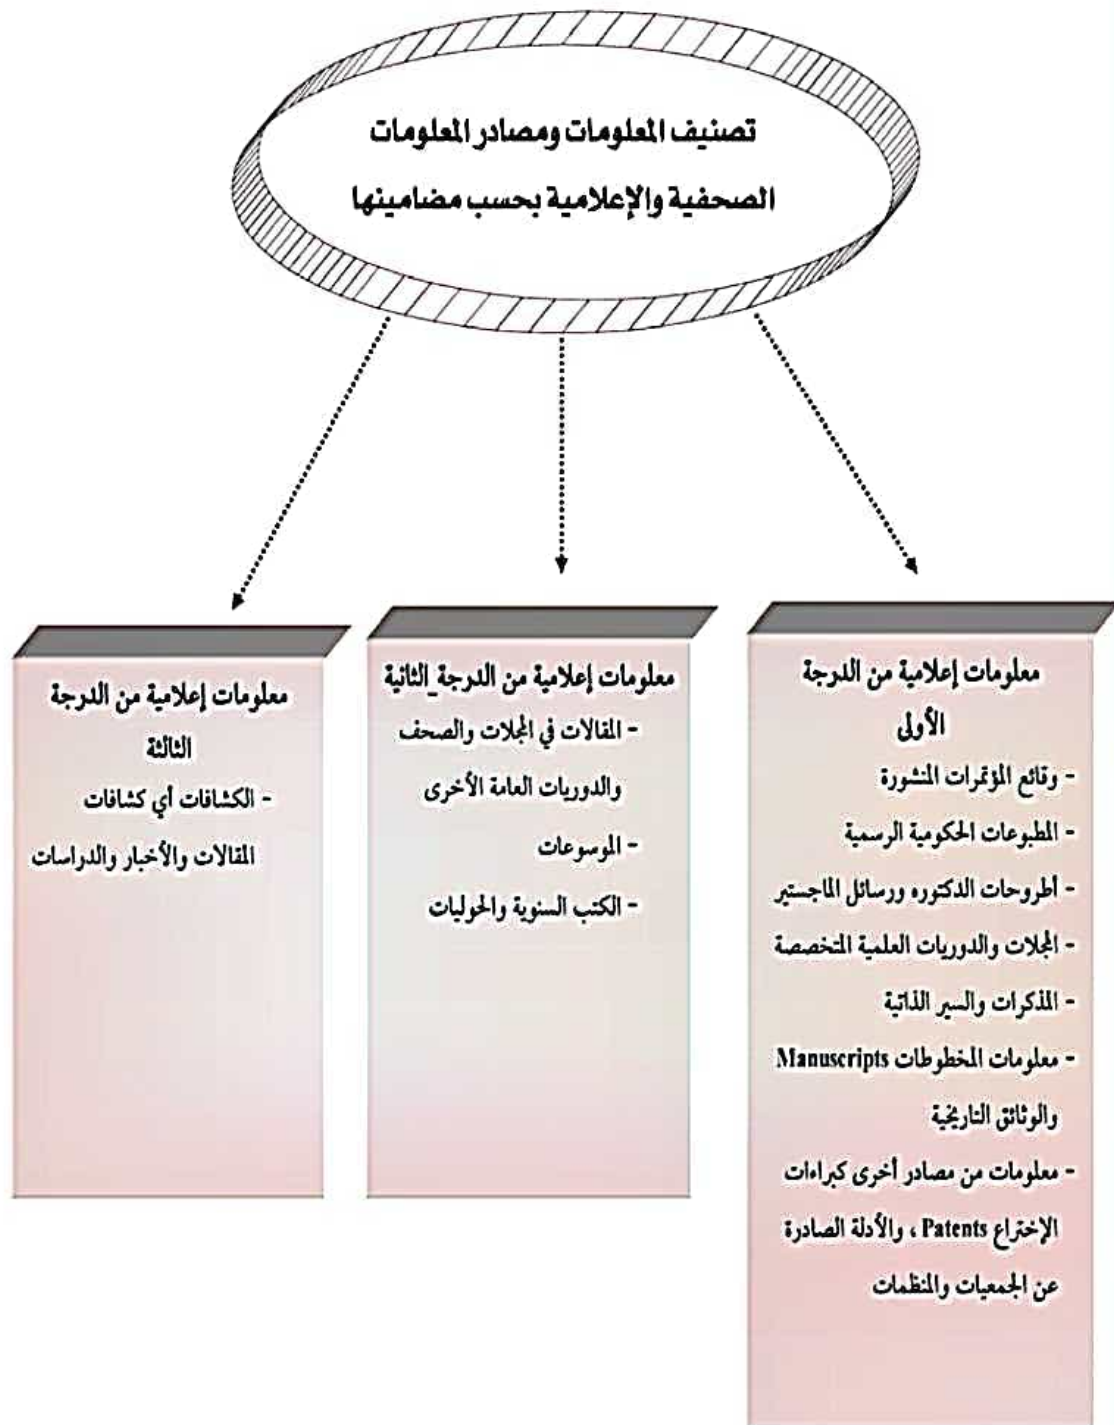 تصنيف المعلومات ومصادر المعلومات
الصحفية والإعلامية بحسب مضامينها
معلومات إعلامية من الدرجة
الأولى
- وقائع المؤتمرات المنشورة
- المطبوعات الحكومية الرسمية
- أطروحات الدكتوره ورسائل الماجستير
- المجلات والدوريات العلمية المتخصصة
- المذكرات والسير الذاتية
- معلومات المخطوطات Manuscripts
والوثائق التاريخية
- معلومات من مصادر أخرى كبراءات
الإختراع Patents ، والأدلة الصادرة
عن الجمعيات والمنظمات
معلومات إعلامية من الدرجة_الثانية
- المقالات في المجلات والصحف
والدوريات العامة الأخرى
- الموسوعات
- الكتب السنوية والحوليات
معلومات إعلامية من الدرجة
الثالثة
- الكشافات أي كشافات
المقالات والأخبار والدراسات